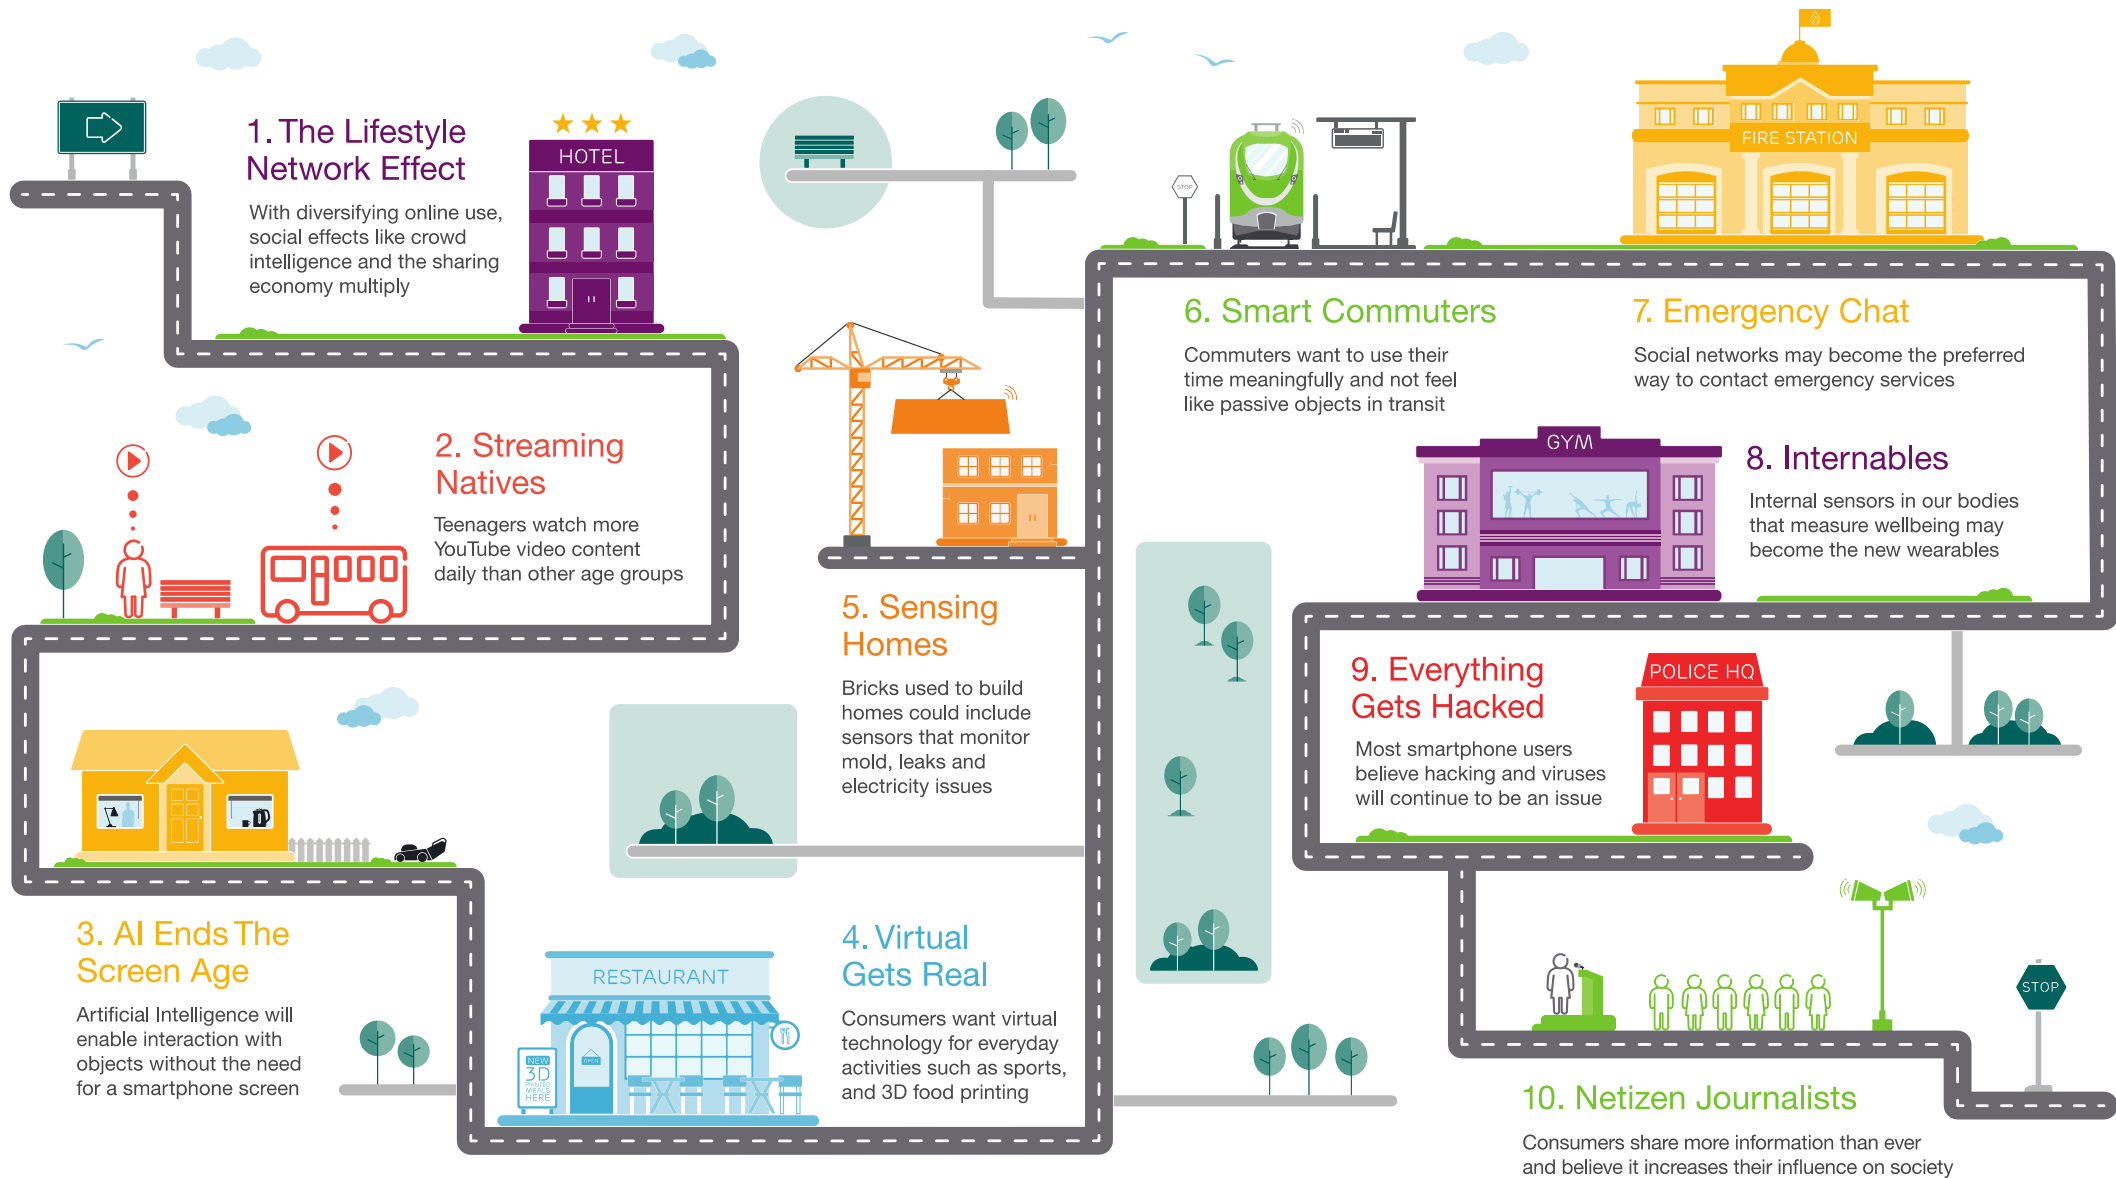 1. The Lifestyle
Network Effect
With diversifying online use,
social effects like crowd
intelligence and the sharing
economy multiply
HOTEL
2. Streaming
Natives
Teenagers watch more
YouTube video content
daily than other age groups
3. AI Ends The
Screen Age
Artificial Intelligence will
enable interaction with
objects without the need
for a smartphone screen
RESTAURANT
OPEN
NEW
3D
PRINTED
MEALS
HERE
4. Virtual
Gets Real
Consumers want virtual
technology for everyday
activities such as sports,
and 3D food printing
5. Sensing
Homes
Bricks used to build
homes could include
sensors that monitor
mold, leaks and
electricity issues
STOP
6. Smart Commuters
Commuters want to use their
time meaningfully and not feel
like passive objects in transit
FIRE STATION
7. Emergency Chat
Social networks may become the preferred
way to contact emergency services
GYM
8. Internables
Internal sensors in our bodies
that measure wellbeing may
become the new wearables
9. Everything
Gets Hacked
Most smartphone users
believe hacking and viruses
will continue to be an issue
POLICE HQ
STOP
10. Netizen Journalists
Consumers share more information than ever
and believe it increases their influence on society